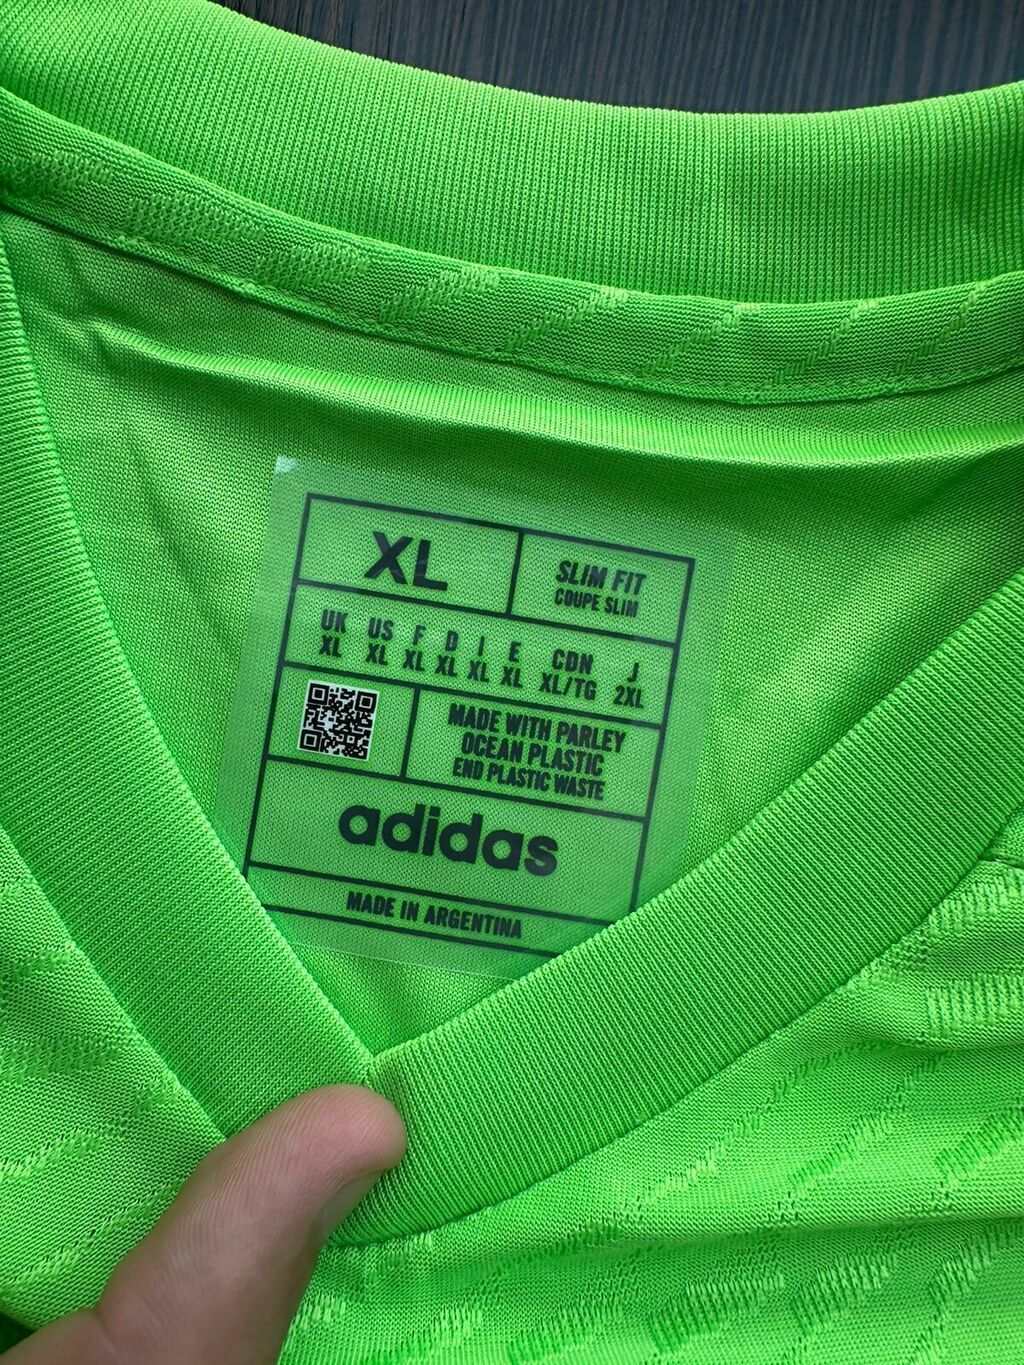 XL
SLIM FIT
COUPE SLIM
UK US F D I E CDN J
XL XL XL XL XL XL XL/TG 2XL
MADE WITH PARLEY
OCEAN PLASTIC
END PLASTIC WASTE
adidas
MADE IN ARGENTINA